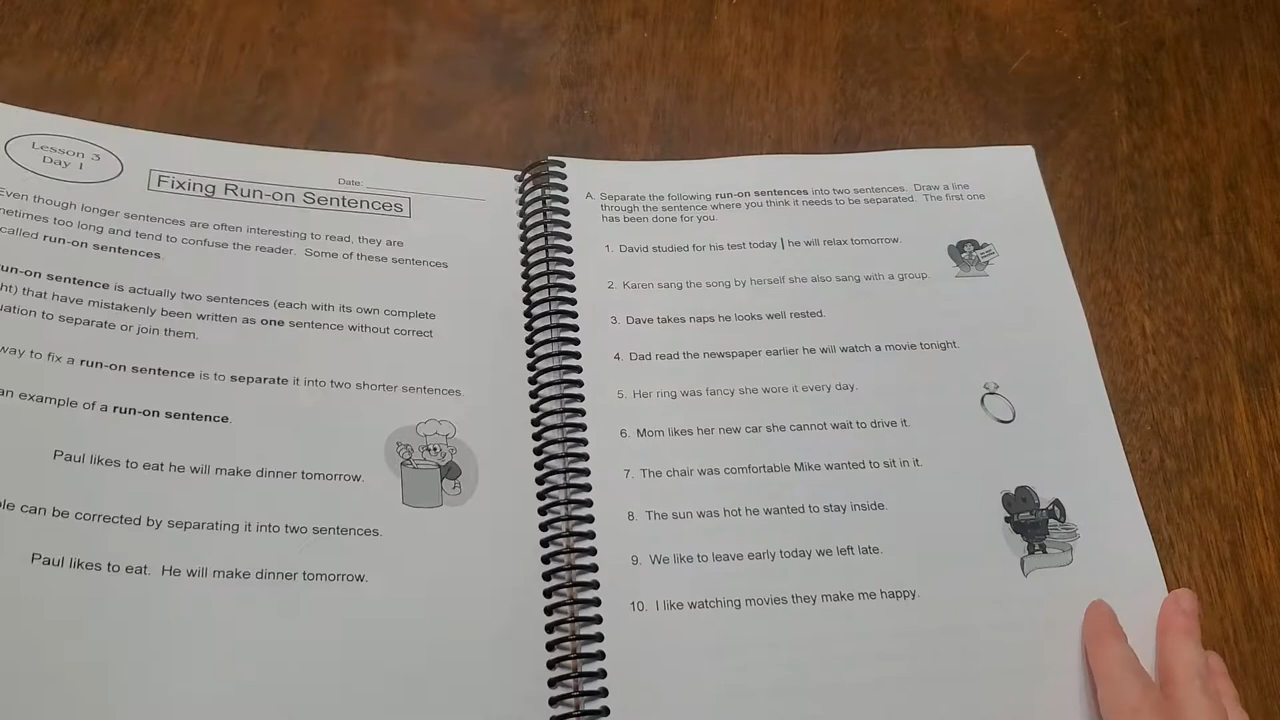 Lesson 3
Day 1
Date:
Fixing Run-on Sentences
Even though longer sentences are often interesting to read, they are
too long and tend to confuse the reader. Some of these sentences
called run-on sentences.
run-on sentence is actually two sentences (each with its own complete
that have mistakenly been written as one sentence without correct
to separate or join them.
way to fix a run-on sentence is to separate it into two shorter sentences.
an example of a run-on sentence.
Paul likes to eat he will make dinner tomorrow.
can be corrected by separating it into two sentences.
Paul likes to eat. He will make dinner tomorrow.
A. Separate the following run-on sentences into two sentences. Draw a line
through the sentence where you think it needs to be separated. The first one
has been done for you.
1. David studied for his test today | he will relax tomorrow.
2. Karen sang the song by herself she also sang with a group.
3. Dave takes naps he looks well rested.
4. Dad read the newspaper earlier he will watch a movie tonight.
5. Her ring was fancy she wore it every day.
6. Mom likes her new car she cannot wait to drive it.
7. The chair was comfortable Mike wanted to sit in it.
8. The sun was hot he wanted to stay inside.
9. We like to leave early today we left late.
10. I like watching movies they make me happy.